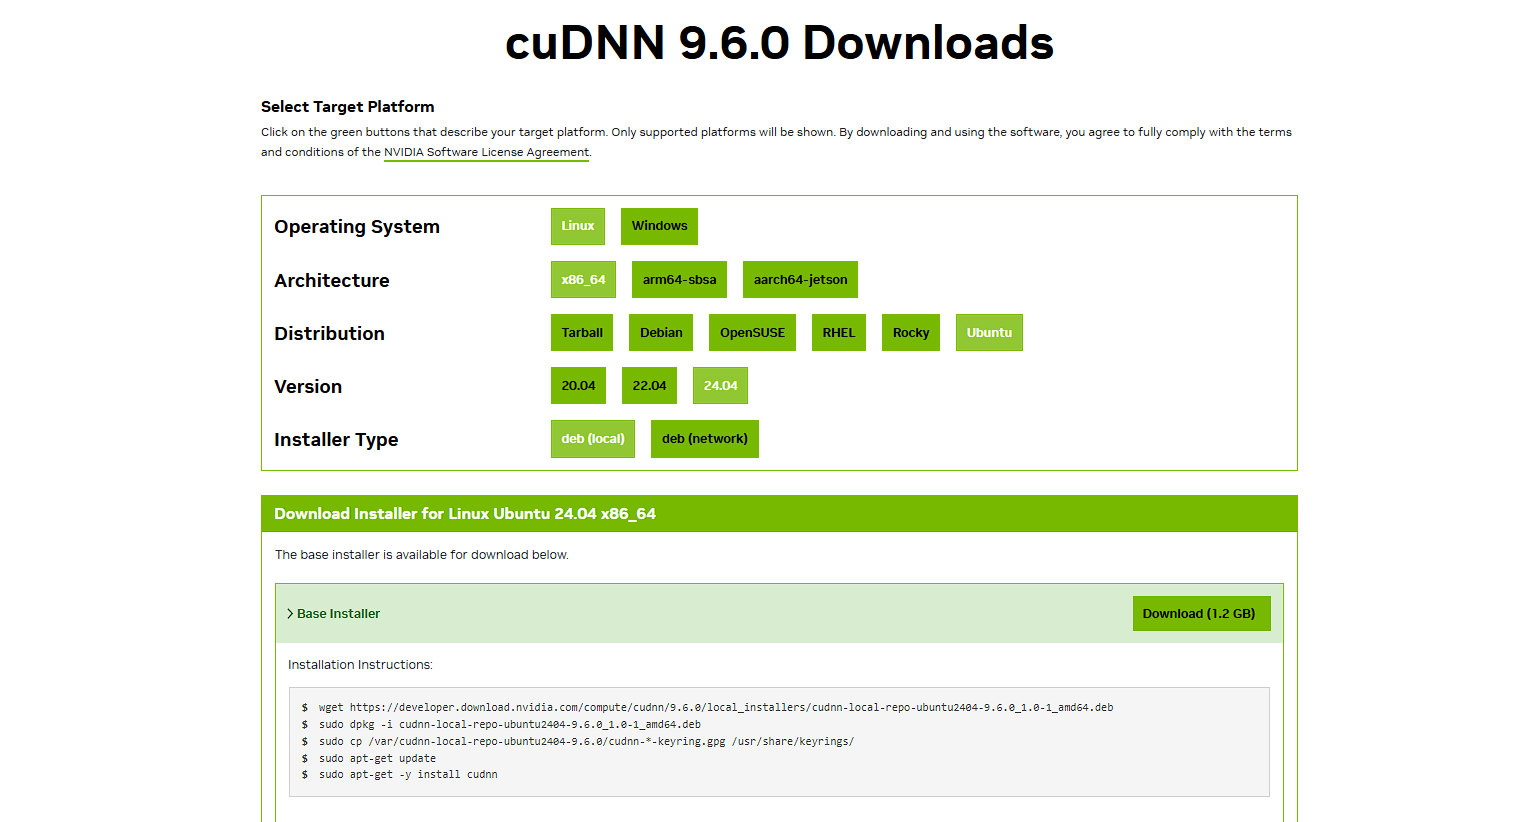 cuDNN 9.6.0 Downloads
Select Target Platform
Click on the green buttons that describe your target platform. Only supported platforms will be shown. By downloading and using the software, you agree to fully comply with the terms
and conditions of the NVIDIA Software License Agreement.
Operating System Linux Windows
Architecture x86_64 arm64-sbsa aarch64-jetson
Distribution Tarball Debian OpenSUSE RHEL Rocky Ubuntu
Version 20.04 22.04 24.04
Installer Type deb (local) deb (network)
Download Installer for Linux Ubuntu 24.04 x86_64
The base installer is available for download below.
Base Installer Download (1.2 GB)
Installation Instructions:
$ wget https://developer.download.nvidia.com/compute/cudnn/9.6.0/local_installers/cudnn-local-repo-ubuntu2404-9.6.0_1.0-1_amd64.deb
$ sudo dpkg -i cudnn-local-repo-ubuntu2404-9.6.0_1.0-1_amd64.deb
$ sudo cp /var/cudnn-local-repo-ubuntu2404-9.6.0/cudnn-*-keyring.gpg /usr/share/keyrings/
$ sudo apt-get update
$ sudo apt-get -y install cudnn